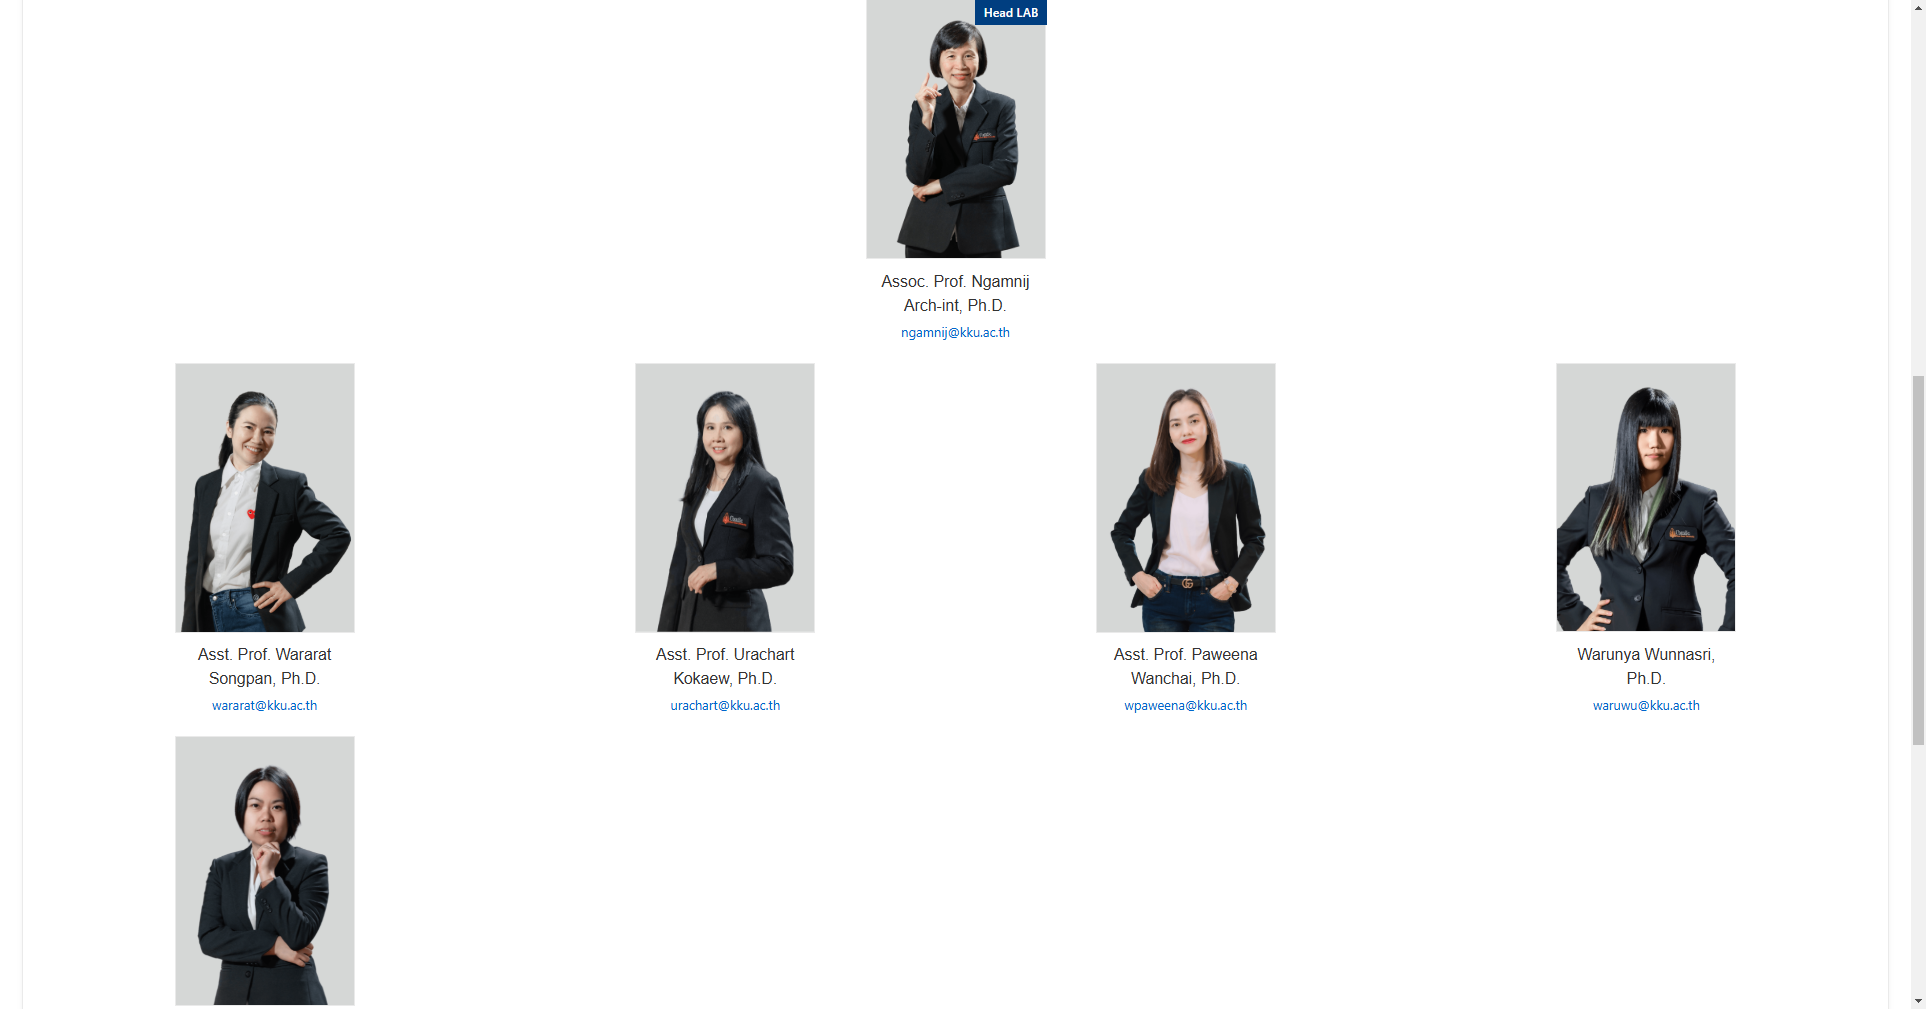 Head LAB
Assoc. Prof. Ngamnij
Arch-int, Ph.D.
ngamnij@kku.ac.th
Asst. Prof. Wararat
Songpan, Ph.D.
wararat@kku.ac.th
Asst. Prof. Urachart
Kokaew, Ph.D.
urachart@kku.ac.th
Asst. Prof. Paweena
Wanchai, Ph.D.
wpaweena@kku.ac.th
Warunya Wunnasri,
Ph.D.
waruwu@kku.ac.th